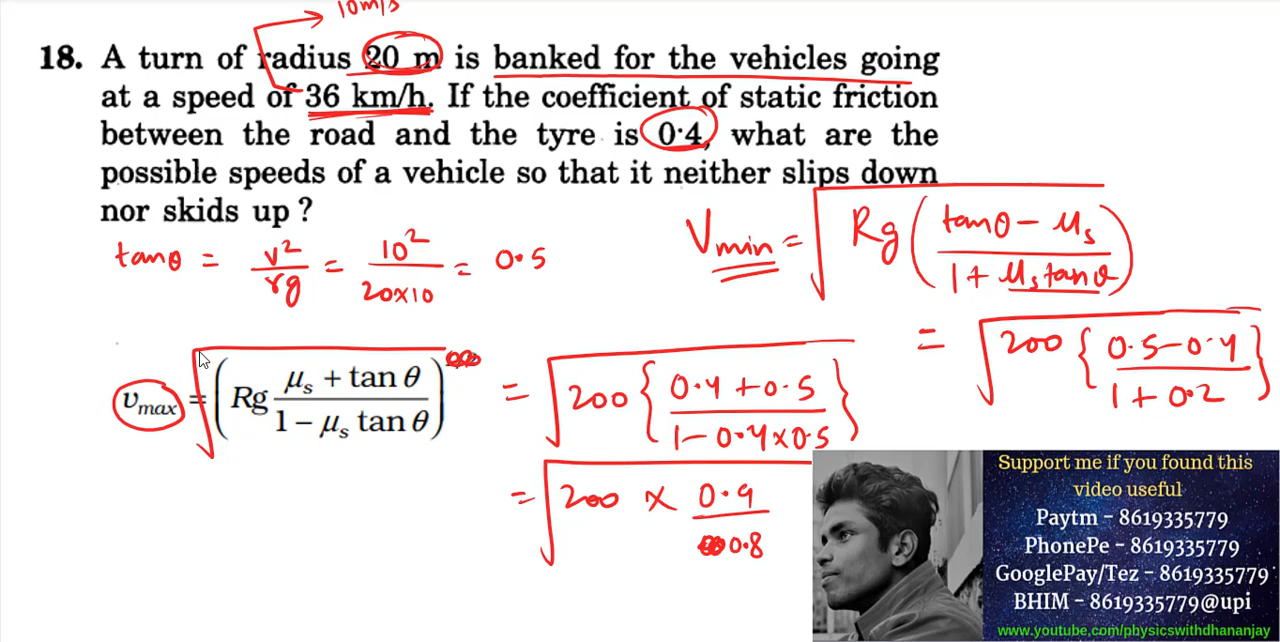 10m/s
18. A turn of radius 20 m is banked for the vehicles going
at a speed of 36 km/h. If the coefficient of static friction
between the road and the tyre is 0·4, what are the
possible speeds of a vehicle so that it neither slips down
nor skids up ?
tanθ = v²/rg = 10²/20×10 = 0.5
Vmin = √Rg(tanθ − μs/1 + μs tanθ)
= √200{0.5−0.4/1 + 0.2}
vmax = √(Rg μs + tan θ/1 − μs tan θ)
= √200{0.4+0.5/1−0.4×0.5}
= √200 × 0.9/0.8
Support me if you found this
video useful
Paytm - 8619335779
PhonePe - 8619335779
GooglePay/Tez - 8619335779
BHIM - 8619335779@upi
www.youtube.com/physicswithdhananjay